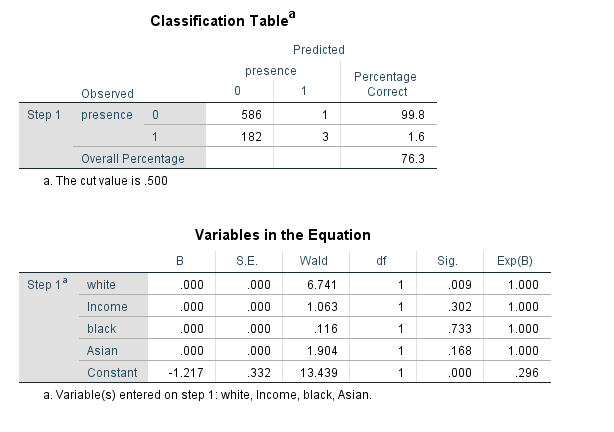 Classification Tableᵃ
Predicted
presence Percentage Correct
Observed 0 1
Step 1 presence 0 586 1 99.8
1 182 3 1.6
Overall Percentage 76.3
a. The cut value is .500
Variables in the Equation
B S.E. Wald df Sig. Exp(B)
Step 1ᵃ white .000 .000 6.741 1 .009 1.000
Income .000 .000 1.063 1 .302 1.000
black .000 .000 .116 1 .733 1.000
Asian .000 .000 1.904 1 .168 1.000
Constant -1.217 .332 13.439 1 .000 .296
a. Variable(s) entered on step 1: white, Income, black, Asian.